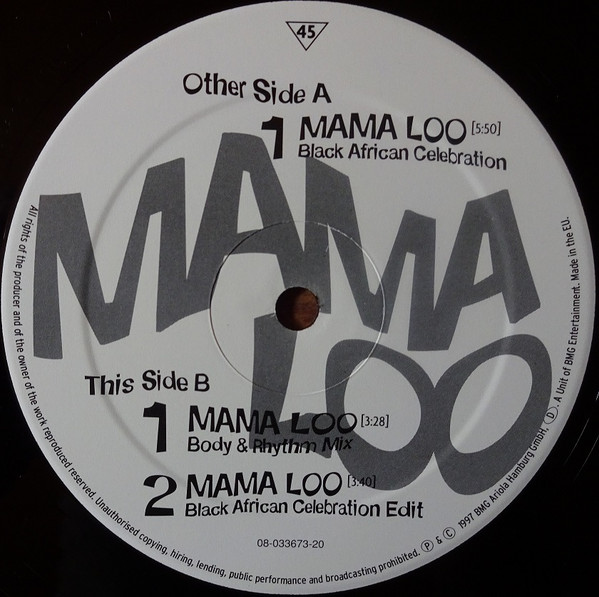 45
Other Side A
1 MAMA LOO [5:50]
Black African Celebration
MAMA
LOO
This Side B
1 MAMA LOO [3:28]
Body & Rhythm Mix
2 MAMA LOO [3:40]
Black African Celebration Edit
08-033673-20
All rights of the producer and of the owner of the work reproduced reserved. Unauthorised copying, hiring, lending, public performance and broadcasting prohibited. Ⓟ & Ⓒ 1997 BMG Ariola Hamburg GmbH, Ⓓ. A Unit of BMG Entertainment. Made in the EU.